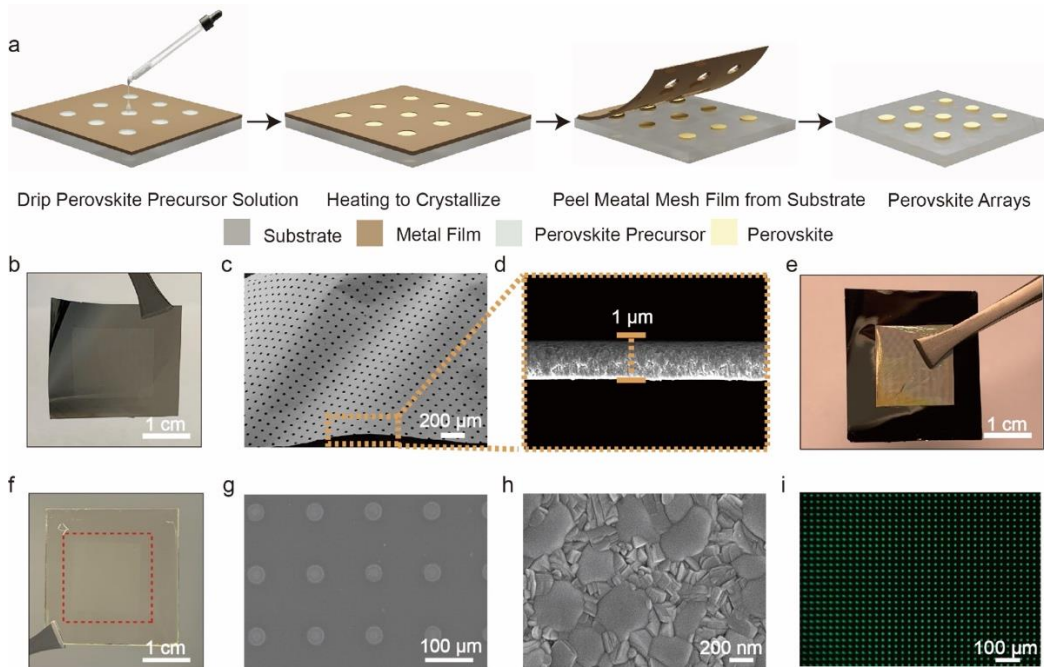 a
Drip Perovskite Precursor Solution
Heating to Crystallize
Peel Meatal Mesh Film from Substrate
Perovskite Arrays
Substrate
Metal Film
Perovskite Precursor
Perovskite
b
1 cm
c
200 μm
d
1 μm
e
1 cm
f
1 cm
g
100 μm
h
200 nm
i
100 μm